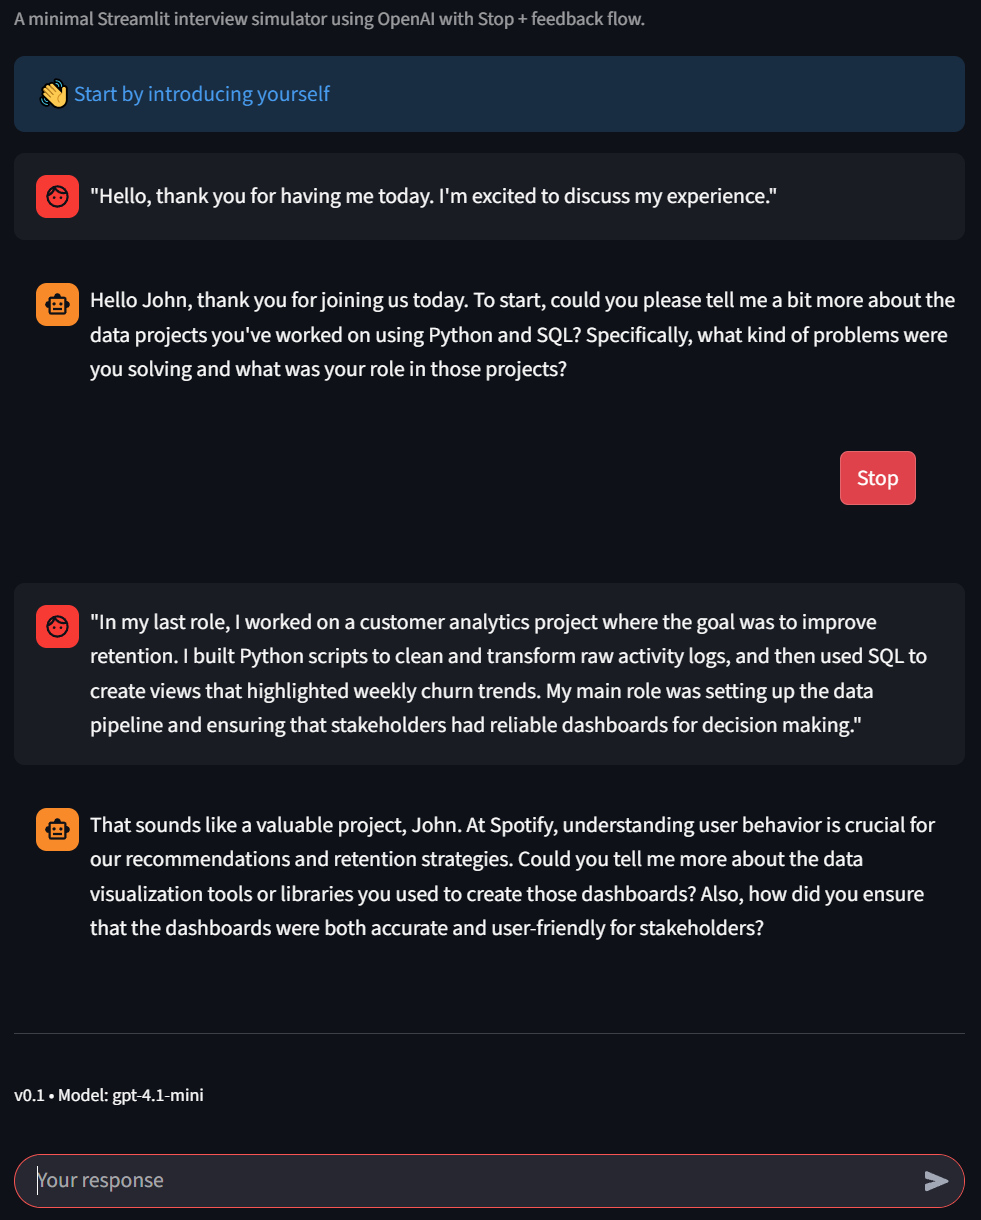 A minimal Streamlit interview simulator using OpenAI with Stop + feedback flow.
👋 Start by introducing yourself
"Hello, thank you for having me today. I'm excited to discuss my experience."
Hello John, thank you for joining us today. To start, could you please tell me a bit more about the
data projects you've worked on using Python and SQL? Specifically, what kind of problems were
you solving and what was your role in those projects?
Stop
"In my last role, I worked on a customer analytics project where the goal was to improve
retention. I built Python scripts to clean and transform raw activity logs, and then used SQL to
create views that highlighted weekly churn trends. My main role was setting up the data
pipeline and ensuring that stakeholders had reliable dashboards for decision making."
That sounds like a valuable project, John. At Spotify, understanding user behavior is crucial for
our recommendations and retention strategies. Could you tell me more about the data
visualization tools or libraries you used to create those dashboards? Also, how did you ensure
that the dashboards were both accurate and user-friendly for stakeholders?
v0.1 • Model: gpt-4.1-mini
Your response